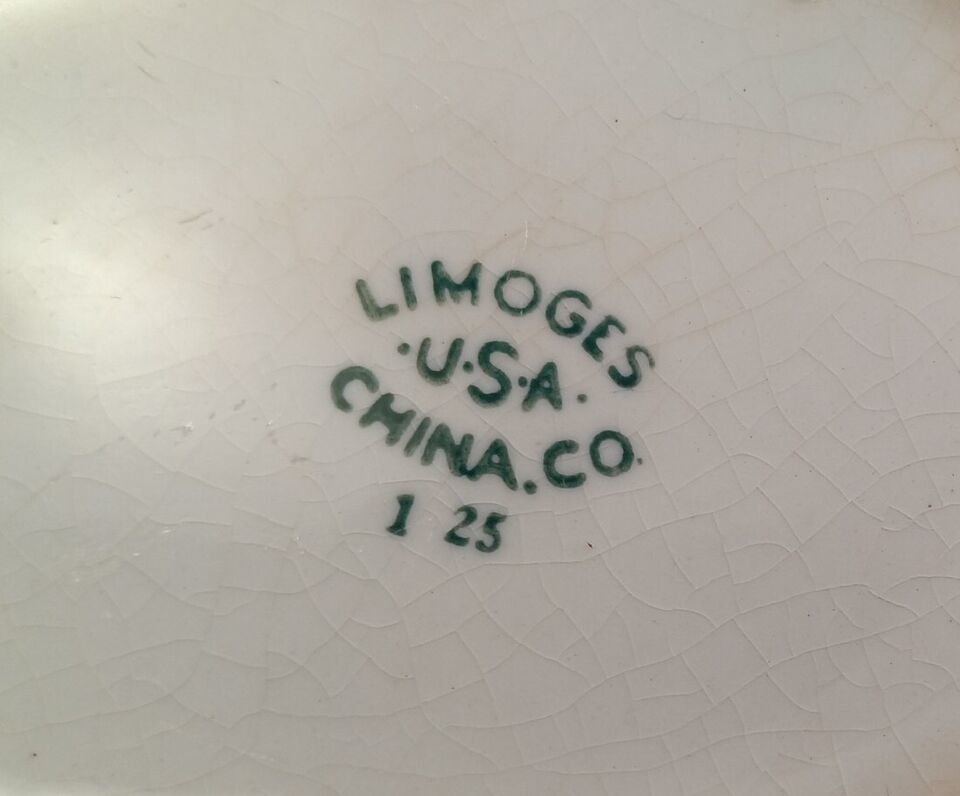 LIMOGES
·U·S·A·
CHINA.CO.
1 25